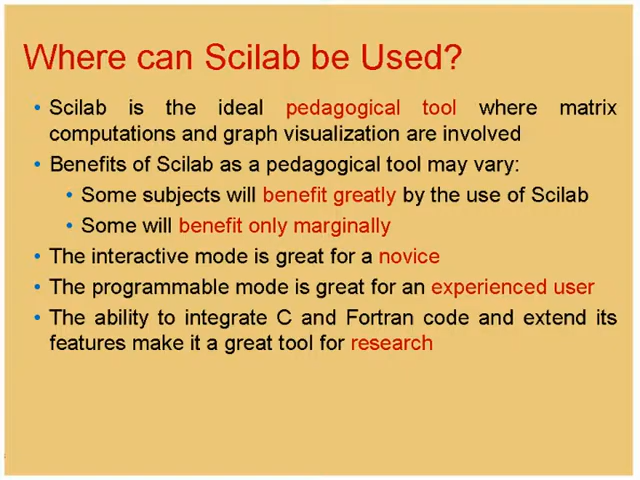 Where can Scilab be Used?
• Scilab is the ideal pedagogical tool where matrix
computations and graph visualization are involved
• Benefits of Scilab as a pedagogical tool may vary:
• Some subjects will benefit greatly by the use of Scilab
• Some will benefit only marginally
• The interactive mode is great for a novice
• The programmable mode is great for an experienced user
• The ability to integrate C and Fortran code and extend its
features make it a great tool for research